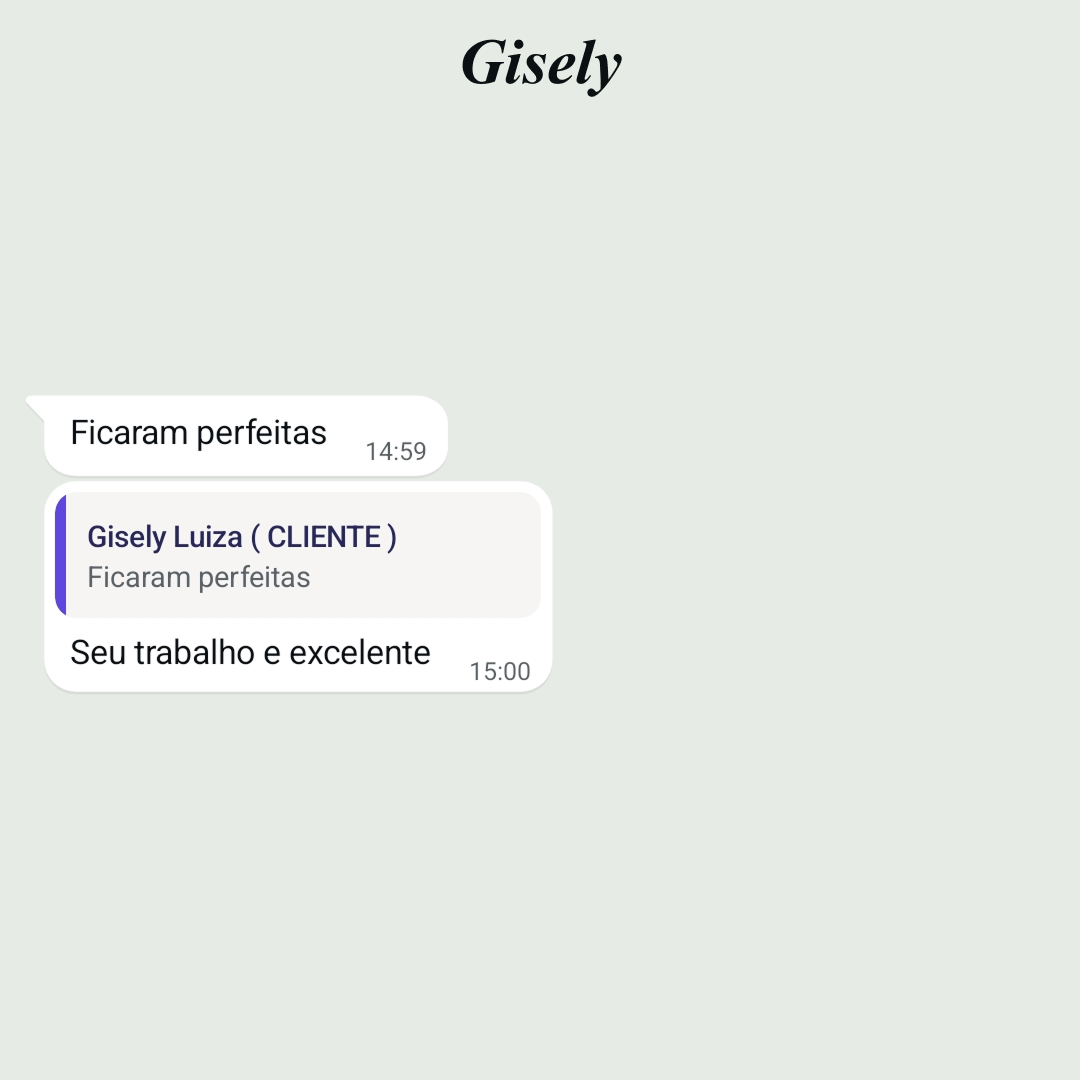 Gisely
Ficaram perfeitas
14:59
Gisely Luiza ( CLIENTE )
Ficaram perfeitas
Seu trabalho e excelente
15:00